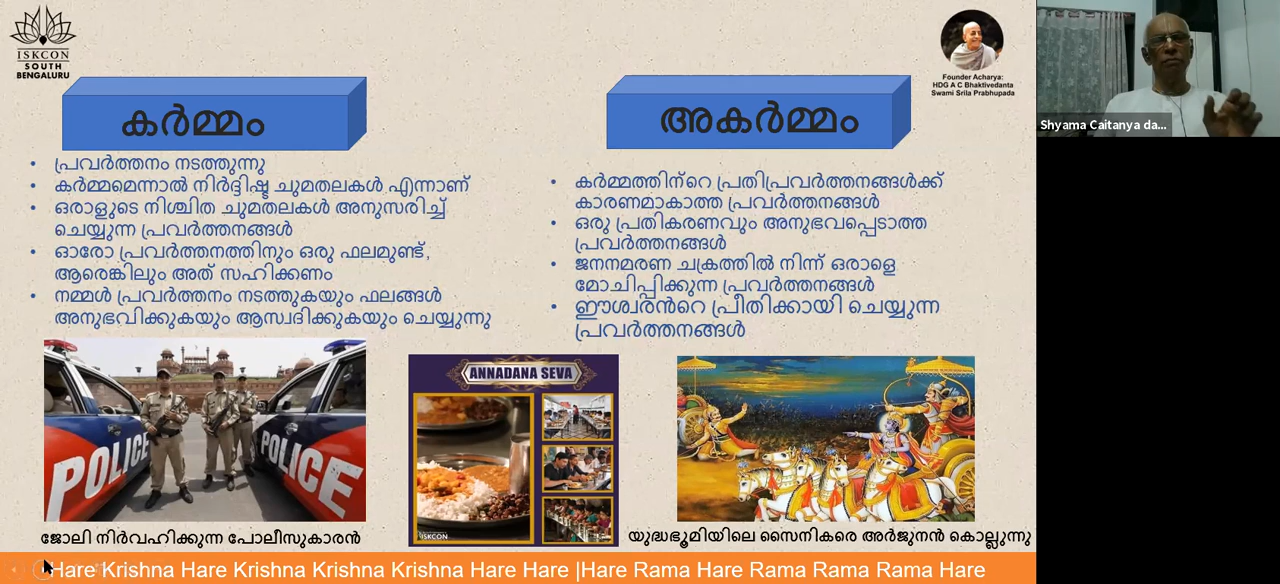 ISKCON
SOUTH
BENGALURU
Founder Acharya:
HDG A C Bhaktivedanta
Swami Srila Prabhupada
Shyama Caitanya da...
കർമ്മം
പ്രവർത്തനം നടത്തുന്നു
കർമ്മമെന്നാൽ നിർദ്ദിഷ്ട ചുമതലകൾ എന്നാണ്
ഒരാളുടെ നിശ്ചിത ചുമതലകൾ അനുസരിച്ച്
ചെയ്യുന്ന പ്രവർത്തനങ്ങൾ
ഓരോ പ്രവർത്തനത്തിനും ഒരു ഫലമുണ്ട്,
ആരെങ്കിലും അത് സഹിക്കണം
നമ്മൾ പ്രവർത്തനം നടത്തുകയും ഫലങ്ങൾ
അനുഭവിക്കുകയും ആസ്വദിക്കുകയും ചെയ്യുന്നു
അകർമ്മം
കർമ്മത്തിന്റെ പ്രതിപ്രവർത്തനങ്ങൾക്ക്
കാരണമാകാത്ത പ്രവർത്തനങ്ങൾ
ഒരു പ്രതികരണവും അനുഭവപ്പെടാത്ത
പ്രവർത്തനങ്ങൾ
ജനനമരണ ചക്രത്തിൽ നിന്ന് ഒരാളെ
മോചിപ്പിക്കുന്ന പ്രവർത്തനങ്ങൾ
ഈശ്വരൻറെ പ്രീതിക്കായി ചെയ്യുന്ന
പ്രവർത്തനങ്ങൾ
POLICE
POLICE
ജോലി നിർവഹിക്കുന്ന പോലീസുകാരൻ
ANNADANA SEVA
ISKCON
യുദ്ധഭൂമിയിലെ സൈനികരെ അർജുനൻ കൊല്ലുന്നു
Hare Krishna Hare Krishna Krishna Krishna Hare Hare |Hare Rama Hare Rama Rama Rama Hare